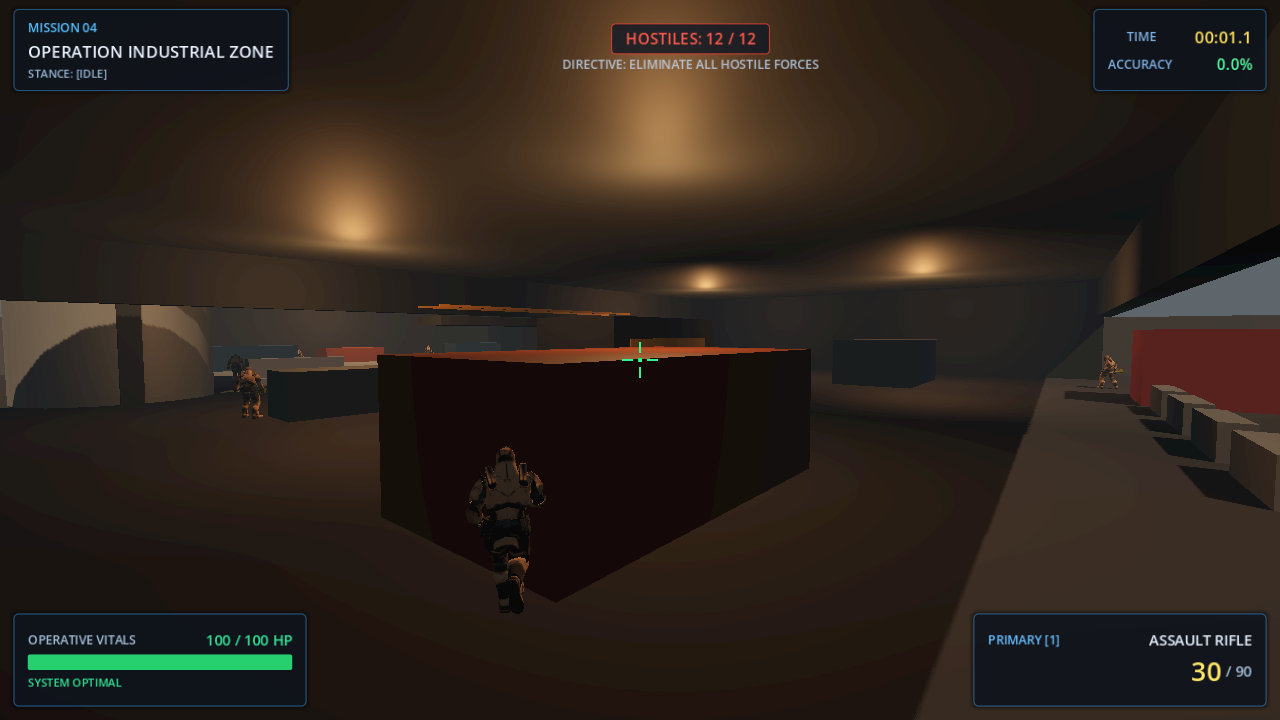 MISSION 04
OPERATION INDUSTRIAL ZONE
STANCE: [IDLE]
HOSTILES: 12 / 12
DIRECTIVE: ELIMINATE ALL HOSTILE FORCES
TIME 00:01.1
ACCURACY 0.0%
OPERATIVE VITALS 100 / 100 HP
SYSTEM OPTIMAL
PRIMARY [1] ASSAULT RIFLE
30 / 90